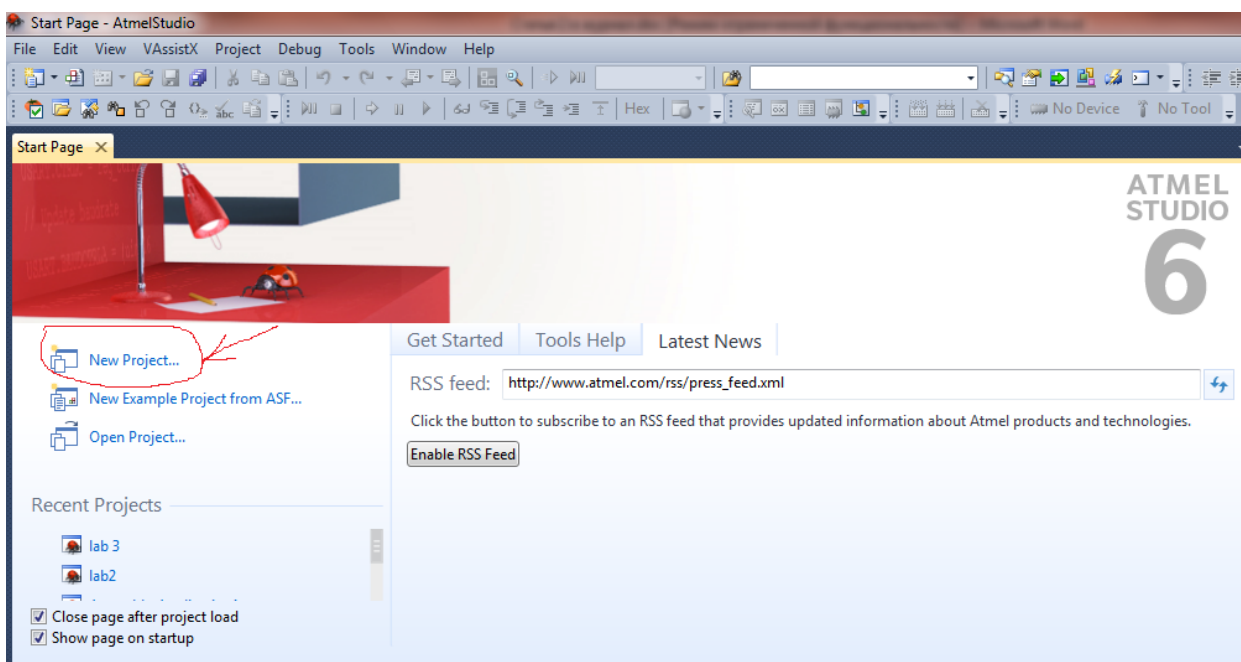 Start Page - AtmelStudio
File Edit View VAssistX Project Debug Tools Window Help
Hex No Device No Tool
Start Page
ATMEL
STUDIO
6
New Project...
New Example Project from ASF...
Open Project...
Recent Projects
lab 3
lab2
Close page after project load
Show page on startup
Get Started Tools Help Latest News
RSS feed: http://www.atmel.com/rss/press_feed.xml
Click the button to subscribe to an RSS feed that provides updated information about Atmel products and technologies.
Enable RSS Feed